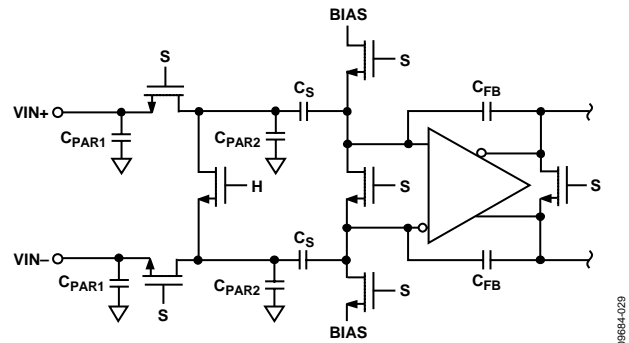 BIAS
S
S
CS
CFB
VIN+
CPAR1
CPAR2
H
S
S
CS
VIN–
CPAR1
CPAR2
CFB
S
S
BIAS
09684-029